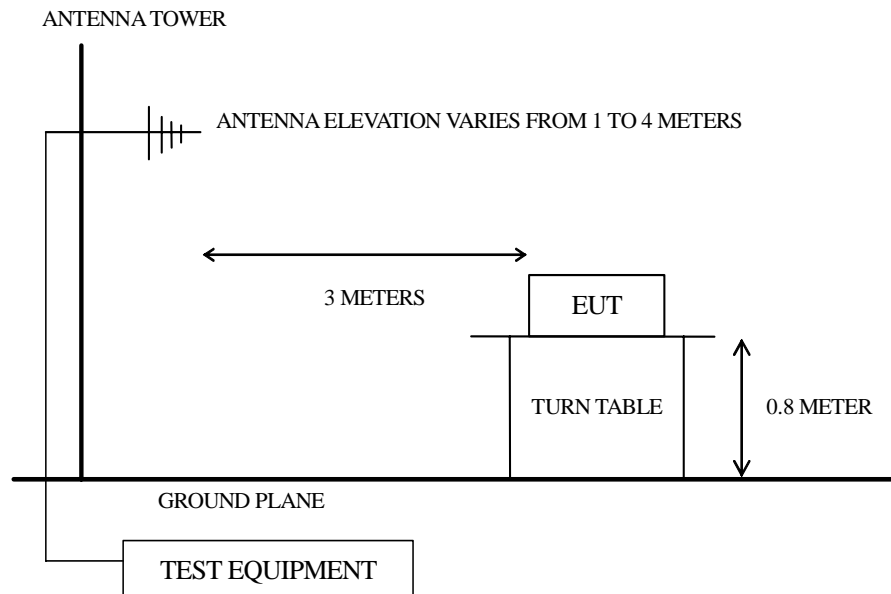 ANTENNA TOWER
ANTENNA ELEVATION VARIES FROM 1 TO 4 METERS
3 METERS
EUT
TURN TABLE
0.8 METER
GROUND PLANE
TEST EQUIPMENT